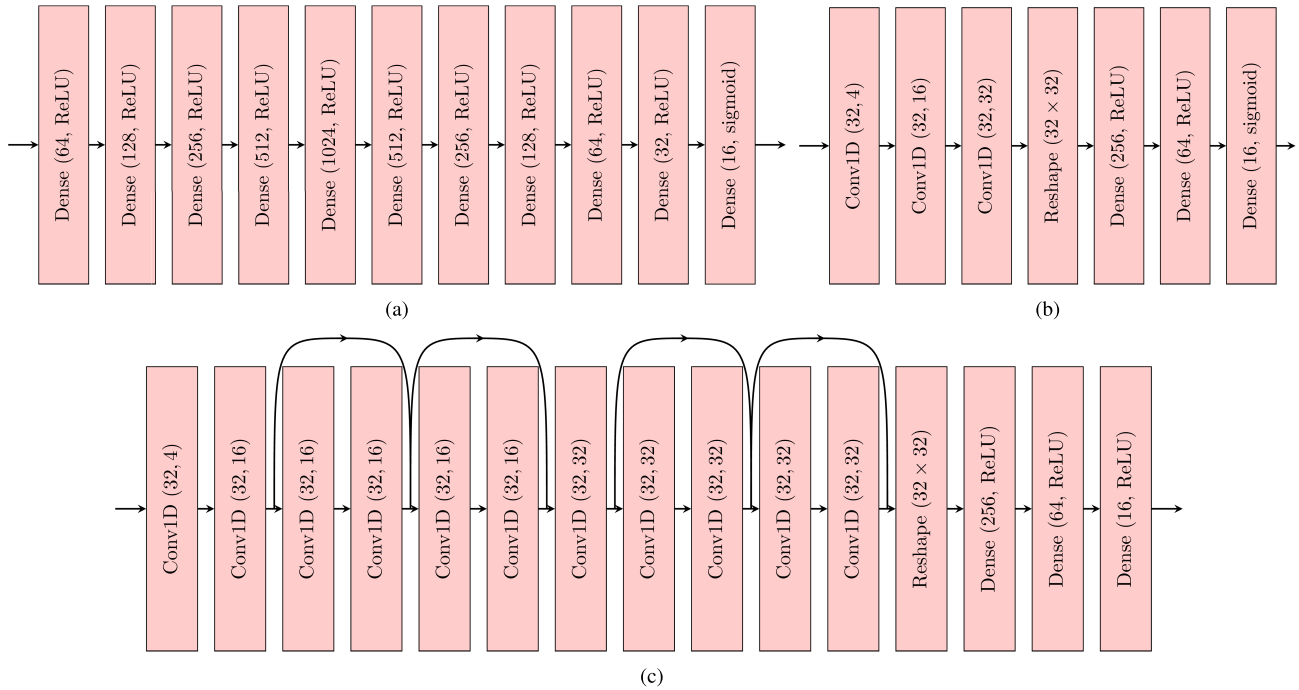 Dense (64, ReLU)
Dense (128, ReLU)
Dense (256, ReLU)
Dense (512, ReLU)
Dense (1024, ReLU)
Dense (512, ReLU)
Dense (256, ReLU)
Dense (128, ReLU)
Dense (64, ReLU)
Dense (32, ReLU)
Dense (16, sigmoid)
(a)
Conv1D (32, 4)
Conv1D (32, 16)
Conv1D (32, 32)
Reshape (32 × 32)
Dense (256, ReLU)
Dense (64, ReLU)
Dense (16, sigmoid)
(b)
Conv1D (32, 4)
Conv1D (32, 16)
Conv1D (32, 16)
Conv1D (32, 16)
Conv1D (32, 16)
Conv1D (32, 16)
Conv1D (32, 32)
Conv1D (32, 32)
Conv1D (32, 32)
Conv1D (32, 32)
Conv1D (32, 32)
Reshape (32 × 32)
Dense (256, ReLU)
Dense (64, ReLU)
Dense (16, ReLU)
(c)